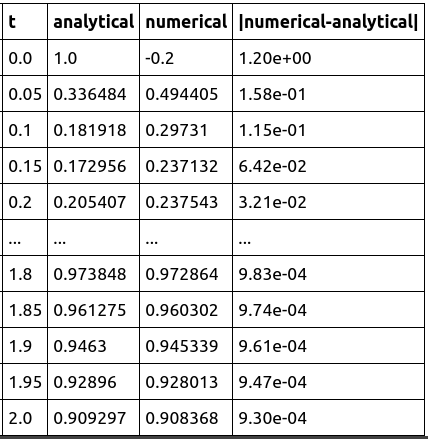 t analytical numerical |numerical-analytical|
0.0 1.0 -0.2 1.20e+00
0.05 0.336484 0.494405 1.58e-01
0.1 0.181918 0.29731 1.15e-01
0.15 0.172956 0.237132 6.42e-02
0.2 0.205407 0.237543 3.21e-02
... ... ... ...
1.8 0.973848 0.972864 9.83e-04
1.85 0.961275 0.960302 9.74e-04
1.9 0.9463 0.945339 9.61e-04
1.95 0.92896 0.928013 9.47e-04
2.0 0.909297 0.908368 9.30e-04